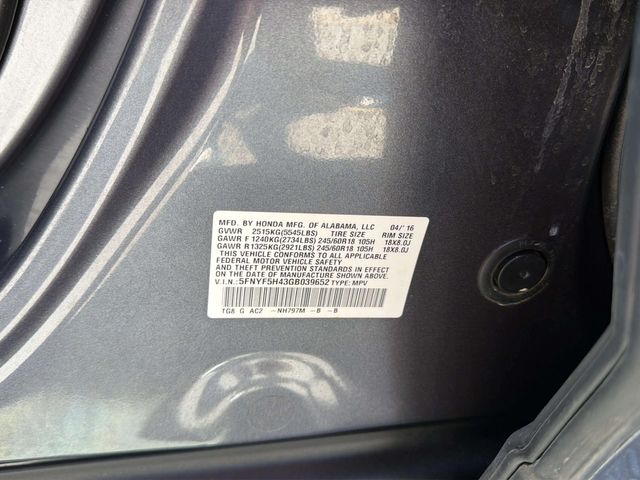 MFD. BY HONDA MFG. OF ALABAMA, LLC 04/'16
GVWR 2515KG(5545LBS) TIRE SIZE RIM SIZE
GAWR F 1240KG(2734LBS) 245/60R18 105H 18X8.0J
GAWR R1325KG(2921LBS) 245/60R18 105H 18X8.0J
THIS VEHICLE CONFORMS TO ALL APPLICABLE
FEDERAL MOTOR VEHICLE SAFETY, BUMPER, AND
THEFT PREVENTION STANDARDS IN EFFECT ON
THE DATE OF MANUFACTURE SHOWN ABOVE.
V.I.N.:5FNYF5H43GB039652 TYPE: MPV
TG8 G AC2 -NH797M -B -B